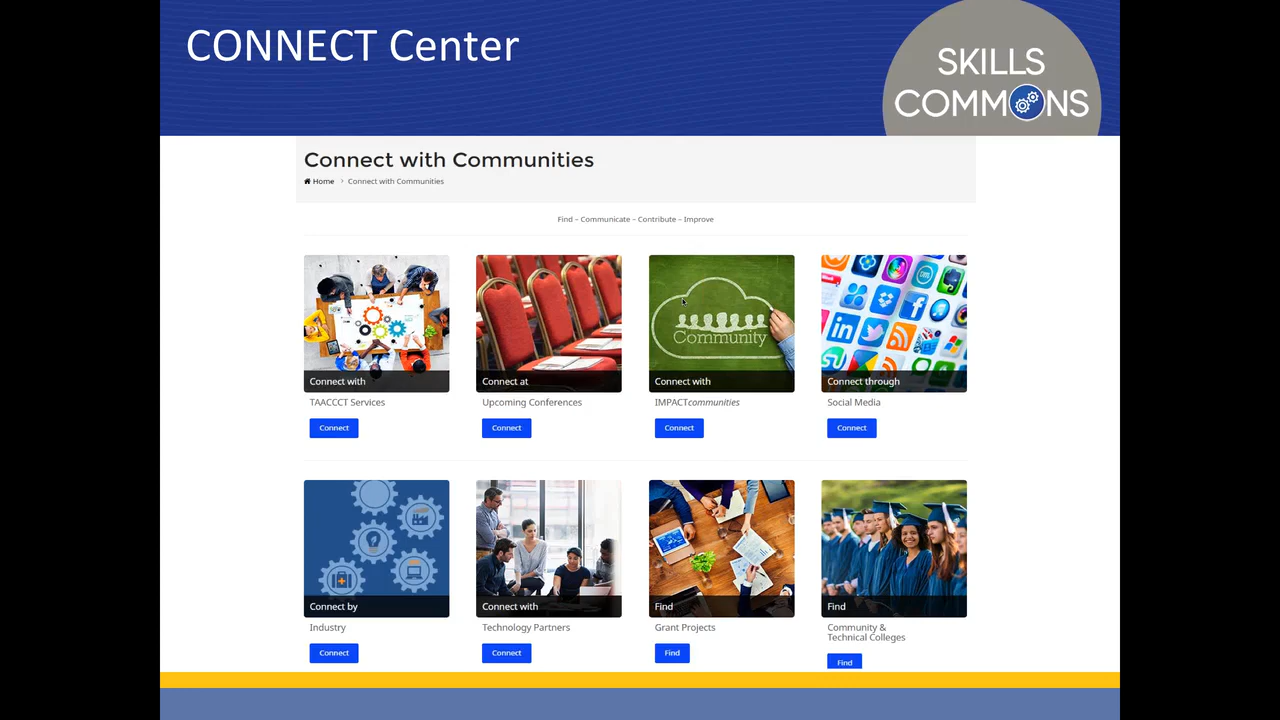 CONNECT Center
SKILLS
COMMONS
Connect with Communities
Home > Connect with Communities
Find – Communicate – Contribute – Improve
Community
Connect with
Connect at
Connect with
Connect through
TAACCCT Services
Upcoming Conferences
IMPACTcommunities
Social Media
Connect
Connect
Connect
Connect
Connect by
Connect with
Find
Find
Industry
Technology Partners
Grant Projects
Community &
Technical Colleges
Connect
Connect
Find
Find